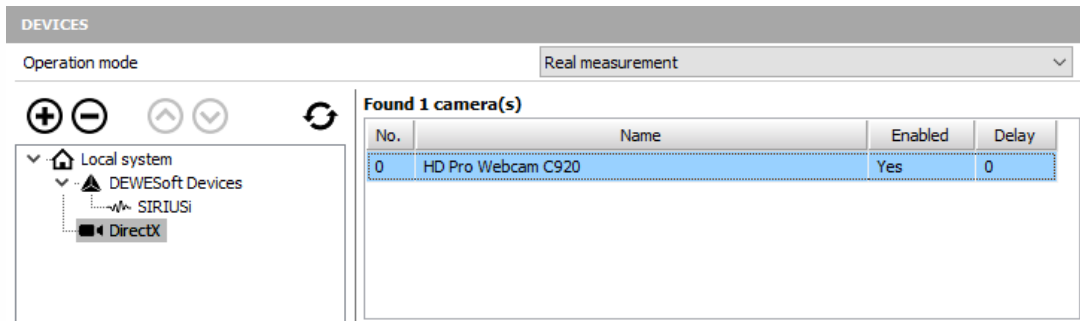 DEVICES
Operation mode
Real measurement
Found 1 camera(s)
No. Name Enabled Delay
0 HD Pro Webcam C920 Yes 0
Local system
DEWESoft Devices
SIRIUSi
DirectX